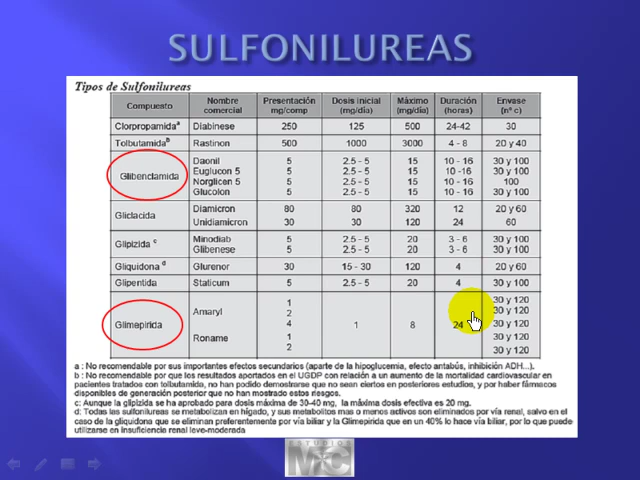 SULFONILUREAS
Tipos de Sulfonilureas
Compuesto Nombre comercial Presentación mg/comp Dosis inicial (mg/día) Máximo (mg/día) Duración (horas) Envase (nº c)
Clorpropamidaª Diabinese 250 125 500 24-42 30
Tolbutamidaᵇ Rastinon 500 1000 3000 4 - 8 20 y 40
Glibenclamida
Daonil 5 2.5 - 5 15 10 - 16 30 y 100
Euglucon 5 5 2.5 - 5 15 10 -16 30 y 100
Norglicen 5 5 2.5 - 5 15 10 - 16 100
Glucolon 5 2.5 - 5 15 10 - 16 30 y 100
Gliclacida
Diamicron 80 80 320 12 20 y 60
Unidiamicron 30 30 120 24 60
Glipizida ᶜ
Minodiab 5 2.5 - 5 20 3 - 6 30 y 100
Glibenese 5 2.5 - 5 20 3 - 6 30 y 100
Gliquidona ᵈ Glurenor 30 15 - 30 120 4 20 y 60
Glipentida Staticum 5 2.5 - 5 20 4 30 y 100
Glimepirida 1 8 24
Amaryl
1 30 y 120
2 30 y 120
4 30 y 120
Roname
1 30 y 120
2 30 y 120
a : No recomendable por sus importantes efectos secundarios (aparte de la hipoglucemia, efecto antabús, inhibición ADH...).
b : No recomendable por que los resultados aportados en el UGDP con relación a un aumento de la mortalidad cardiovascular en
pacientes tratados con tolbutamida, no han podido demostrarse que no sean ciertos en posteriores estudios, y por haber fármacos
disponibles de generación posterior que no han mostrado estos riesgos.
c: Aunque la glipizida se ha aprobado para dosis máxima de 30-40 mg, la máxima dosis efectiva es 20 mg.
d: Todas las sulfonilureas se metabolizan en hígado, y sus metabolitos mas o menos activos son eliminados por vía renal, salvo en el
caso de la gliquidona que se eliminan preferentemente por vía biliar y la Glimepirida que en un 40% lo hace vía biliar, por lo que puede
utilizarse en insuficiencia renal leve-moderada
ESTUDIOS
MC
FORMACIÓN